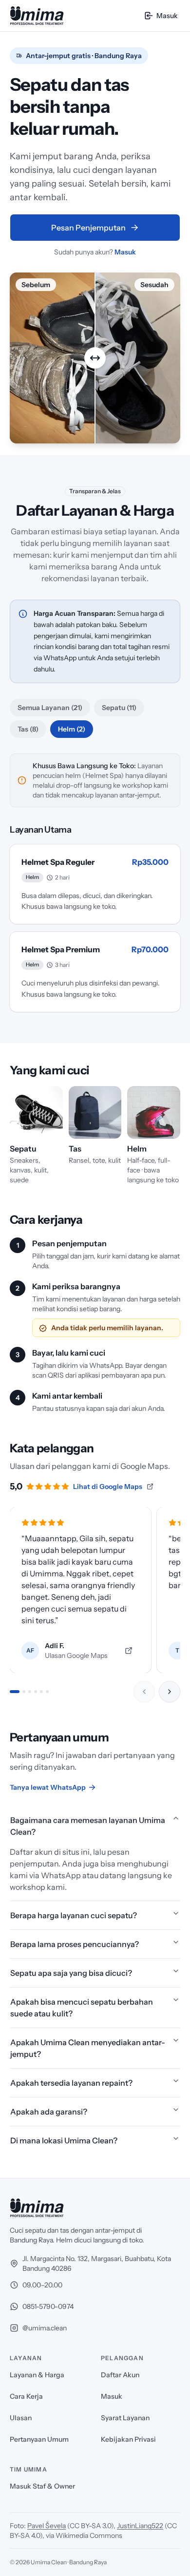 Umima
PROFESSIONAL SHOE TREATMENT
Masuk
Antar-jemput gratis · Bandung Raya
Sepatu dan tas
bersih tanpa
keluar rumah.
Kami jemput barang Anda, periksa
kondisinya, lalu cuci dengan layanan
yang paling sesuai. Setelah bersih, kami
antar kembali.
Pesan Penjemputan →
Sudah punya akun? Masuk
Sebelum
Sesudah
Transparan & Jelas
Daftar Layanan & Harga
Gambaran estimasi biaya setiap layanan. Anda
tidak perlu bingung memilih layanan saat
memesan: kurir kami menjemput dan tim kami
memeriksa barang Anda untuk
merekomendasikan layanan terbaik.
Harga Acuan Transparan: Semua harga di
bawah adalah patokan baku. Sebelum
pengerjaan dimulai, kami mengirimkan
rincian kondisi barang dan total tagihan resmi
via WhatsApp untuk Anda setujui terlebih
dahulu.
Semua Layanan (21)
Sepatu (11)
Tas (8)
Helm (2)
Khusus Bawa Langsung ke Toko: Layanan
pencucian helm (Helmet Spa) hanya dilayani
melalui drop-off langsung ke workshop kami
dan tidak mencakup layanan antar-jemput.
Layanan Utama
Helmet Spa Reguler
Rp35.000
Helm
2 hari
Busa dalam dilepas, dicuci, dan dikeringkan.
Khusus bawa langsung ke toko.
Helmet Spa Premium
Rp70.000
Helm
3 hari
Cuci menyeluruh plus disinfeksi dan pewangi.
Khusus bawa langsung ke toko.
Yang kami cuci
Sepatu
Sneakers,
kanvas, kulit,
suede
Tas
Ransel, tote, kulit
Helm
Half-face, full-
face · bawa
langsung ke toko
Cara kerjanya
1
Pesan penjemputan
Pilih tanggal dan jam, kurir kami datang ke alamat
Anda.
2
Kami periksa barangnya
Tim kami menentukan layanan dan harga setelah
melihat kondisi setiap barang.
Anda tidak perlu memilih layanan.
3
Bayar, lalu kami cuci
Tagihan dikirim via WhatsApp. Bayar dengan
scan QRIS dari aplikasi pembayaran apa pun.
4
Kami antar kembali
Pantau statusnya kapan saja dari akun Anda.
Kata pelanggan
Ulasan dari pelanggan kami di Google Maps.
5,0
Lihat di Google Maps
“Muaaanntapp, Gila sih, sepatu
yang udah belepotan lumpur
bisa balik jadi kayak baru cuma
di Umimma. Nggak ribet, cepet
selesai, sama orangnya friendly
banget. Seneng deh, jadi
pengen cuci semua sepatu di
sini terus.”
AF
Adli F.
Ulasan Google Maps
Pertanyaan umum
Masih ragu? Ini jawaban dari pertanyaan yang
sering ditanyakan.
Tanya lewat WhatsApp →
Bagaimana cara memesan layanan Umima
Clean?
Daftar akun di situs ini, lalu pesan
penjemputan. Anda juga bisa menghubungi
kami via WhatsApp atau datang langsung ke
workshop kami.
Berapa harga layanan cuci sepatu?
Berapa lama proses pencuciannya?
Sepatu apa saja yang bisa dicuci?
Apakah bisa mencuci sepatu berbahan
suede atau kulit?
Apakah Umima Clean menyediakan antar-
jemput?
Apakah tersedia layanan repaint?
Apakah ada garansi?
Di mana lokasi Umima Clean?
Umima
PROFESSIONAL SHOE TREATMENT
Cuci sepatu dan tas dengan antar-jemput di
Bandung Raya. Helm dicuci langsung di toko.
Jl. Margacinta No. 132, Margasari, Buahbatu, Kota
Bandung 40286
09.00–20.00
0851-5790-0974
@umima.clean
LAYANAN
PELANGGAN
Layanan & Harga
Daftar Akun
Cara Kerja
Masuk
Ulasan
Syarat Layanan
Pertanyaan Umum
Kebijakan Privasi
TIM UMIMA
Masuk Staf & Owner
Foto: Pavel Ševela (CC BY-SA 3.0), JustinLiang522 (CC
BY-SA 4.0), via Wikimedia Commons
© 2026 Umima Clean · Bandung Raya